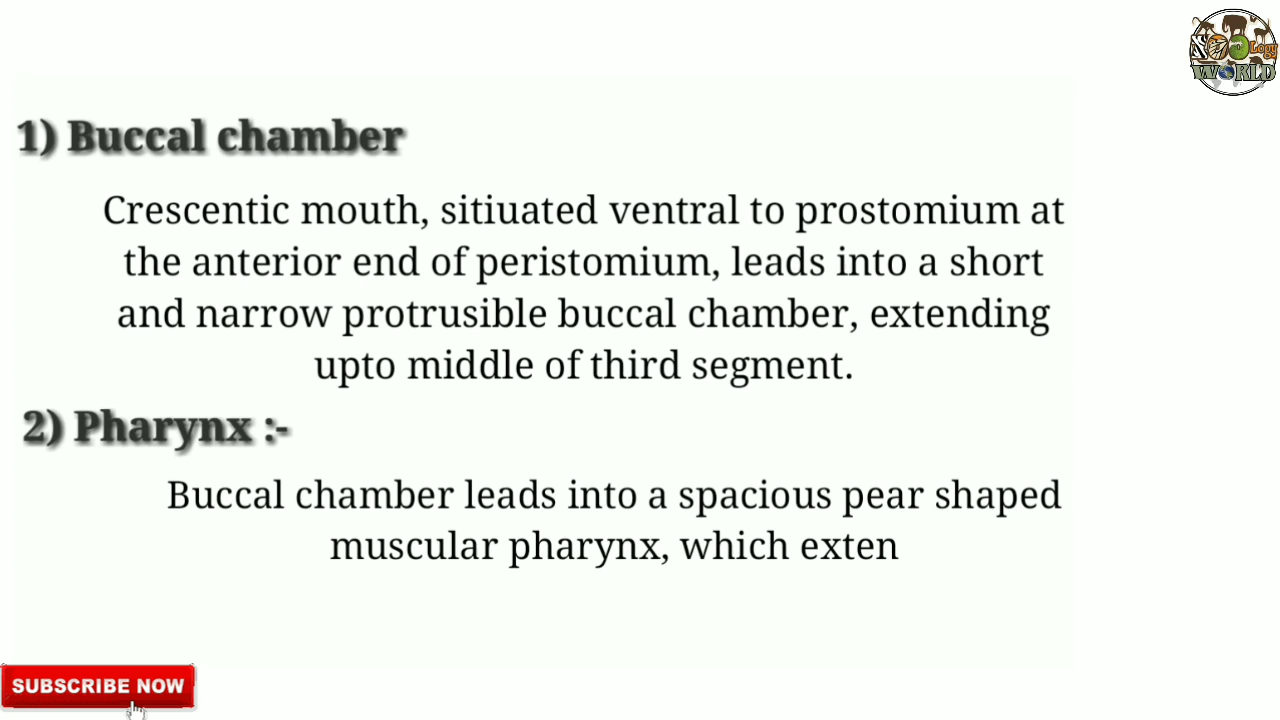 ZOOLogy
WORLD
1) Buccal chamber
Crescentic mouth, sitiuated ventral to prostomium at
the anterior end of peristomium, leads into a short
and narrow protrusible buccal chamber, extending
upto middle of third segment.
2) Pharynx :-
Buccal chamber leads into a spacious pear shaped
muscular pharynx, which exten
SUBSCRIBE NOW